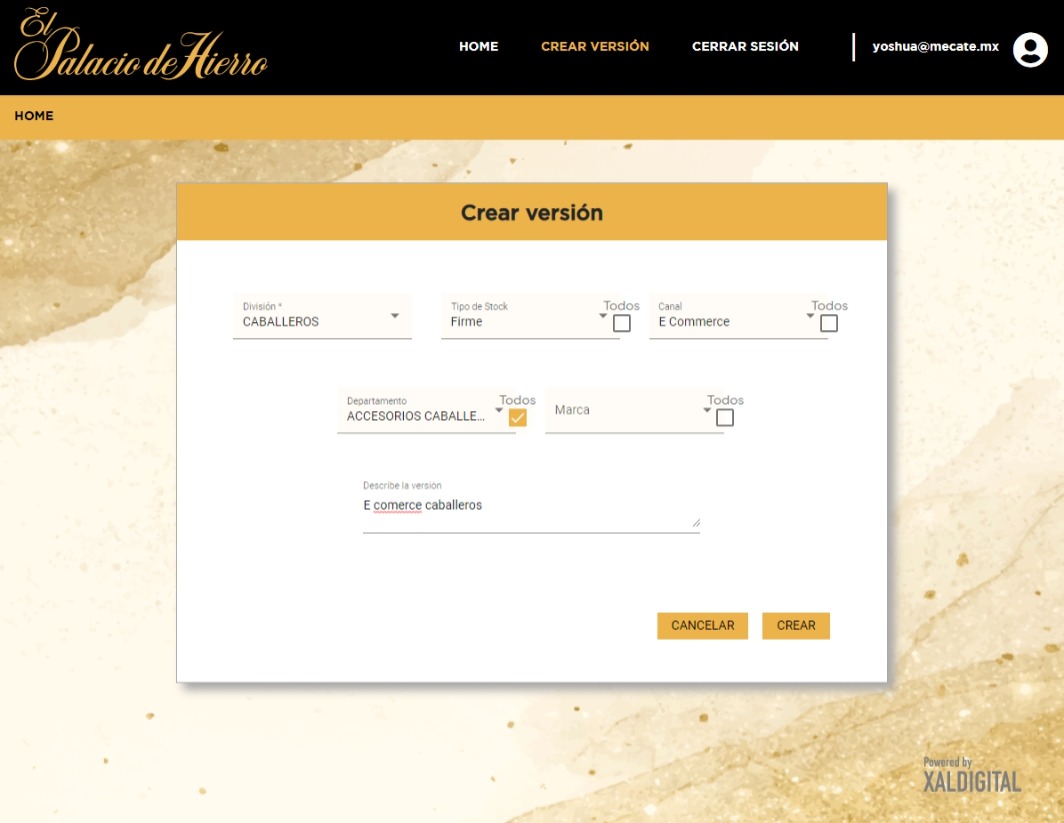 El
Palacio de Hierro
HOME CREAR VERSIÓN CERRAR SESIÓN yoshua@mecate.mx
HOME
Crear versión
División * Tipo de Stock Todos Canal Todos
CABALLEROS Firme E Commerce
Departamento Todos Marca Todos
ACCESORIOS CABALLE...
Describe la version
E comerce caballeros
CANCELAR CREAR
Powered by
XALDIGITAL